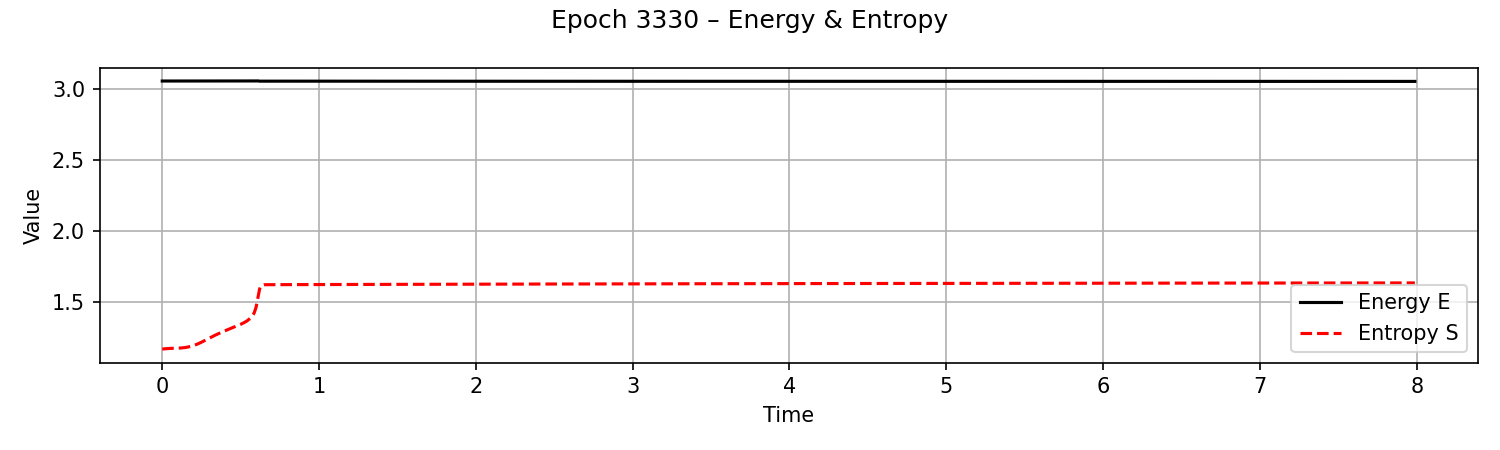 Epoch 3330 – Energy & Entropy
Value
3.0
2.5
2.0
1.5
Energy E
Entropy S
0 1 2 3 4 5 6 7 8
Time